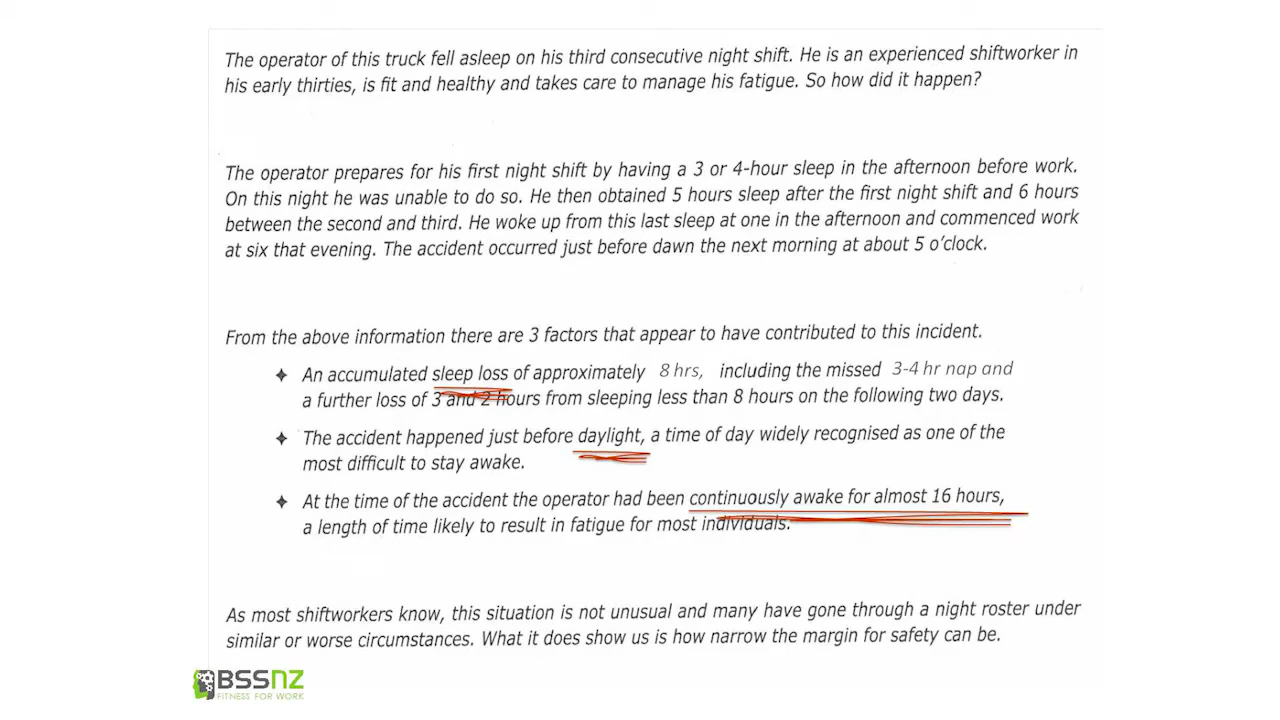 The operator of this truck fell asleep on his third consecutive night shift. He is an experienced shiftworker in
his early thirties, is fit and healthy and takes care to manage his fatigue. So how did it happen?
The operator prepares for his first night shift by having a 3 or 4-hour sleep in the afternoon before work.
On this night he was unable to do so. He then obtained 5 hours sleep after the first night shift and 6 hours
between the second and third. He woke up from this last sleep at one in the afternoon and commenced work
at six that evening. The accident occurred just before dawn the next morning at about 5 o’clock.
From the above information there are 3 factors that appear to have contributed to this incident.
An accumulated sleep loss of approximately 8 hrs, including the missed 3-4 hr nap and
a further loss of 3 and 2 hours from sleeping less than 8 hours on the following two days.
The accident happened just before daylight, a time of day widely recognised as one of the
most difficult to stay awake.
At the time of the accident the operator had been continuously awake for almost 16 hours,
a length of time likely to result in fatigue for most individuals.
As most shiftworkers know, this situation is not unusual and many have gone through a night roster under
similar or worse circumstances. What it does show us is how narrow the margin for safety can be.
BSSNZ
FITNESS FOR WORK